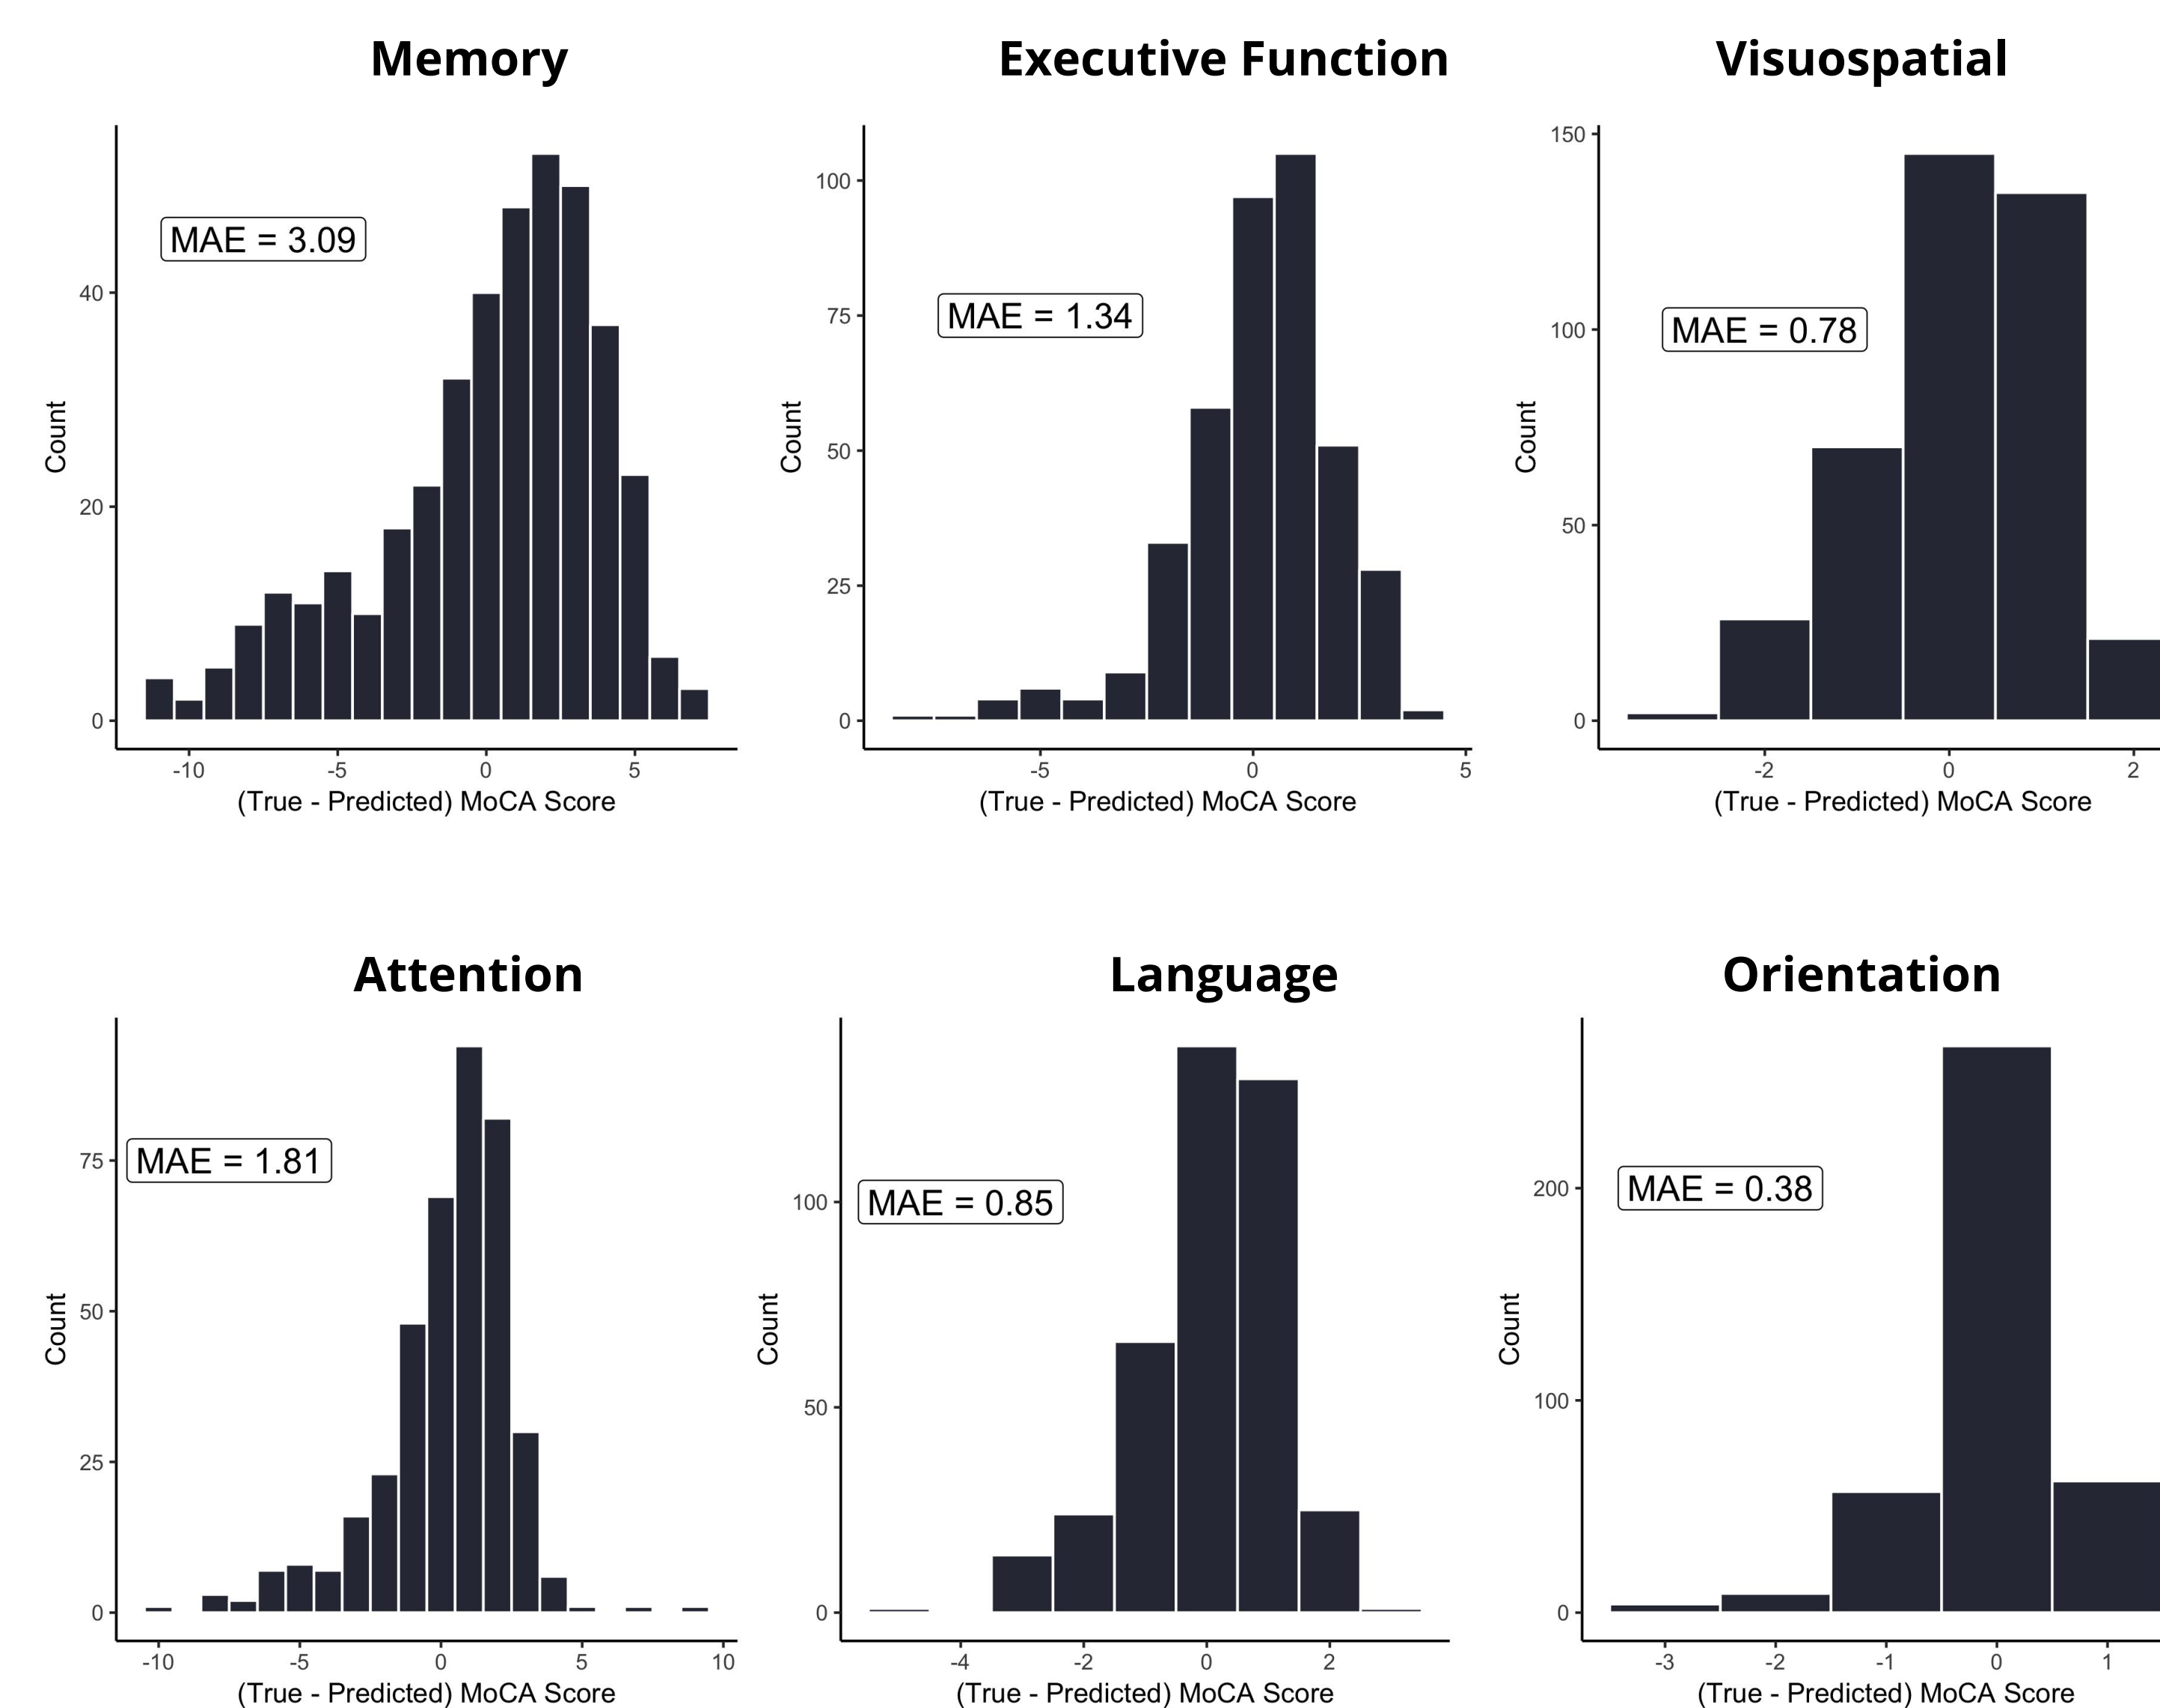 Memory
Executive Function
Visuospatial
MAE = 3.09
40
20
0
Count
-10 -5 0 5
(True - Predicted) MoCA Score
MAE = 1.34
100
75
50
25
0
Count
-5 0 5
(True - Predicted) MoCA Score
MAE = 0.78
150
100
50
0
Count
-2 0 2
(True - Predicted) MoCA Score
Attention
Language
Orientation
MAE = 1.81
75
50
25
0
Count
-10 -5 0 5 10
(True - Predicted) MoCA Score
MAE = 0.85
100
50
0
Count
-4 -2 0 2
(True - Predicted) MoCA Score
MAE = 0.38
200
100
0
Count
-3 -2 -1 0 1
(True - Predicted) MoCA Score